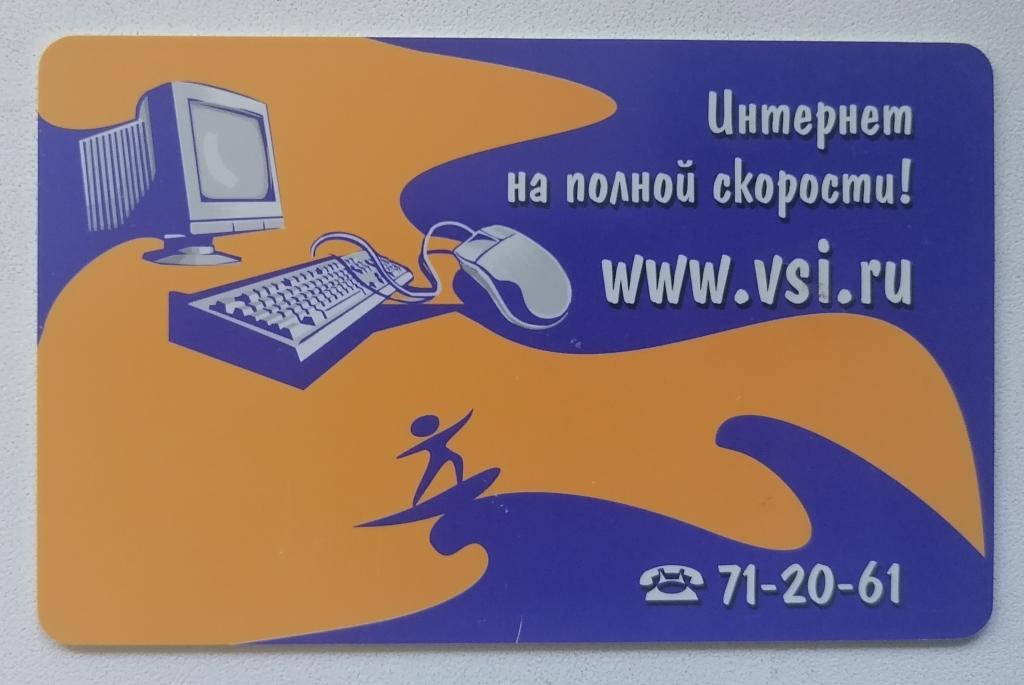 Интернет
на полной скорости!
www.vsi.ru
71-20-61